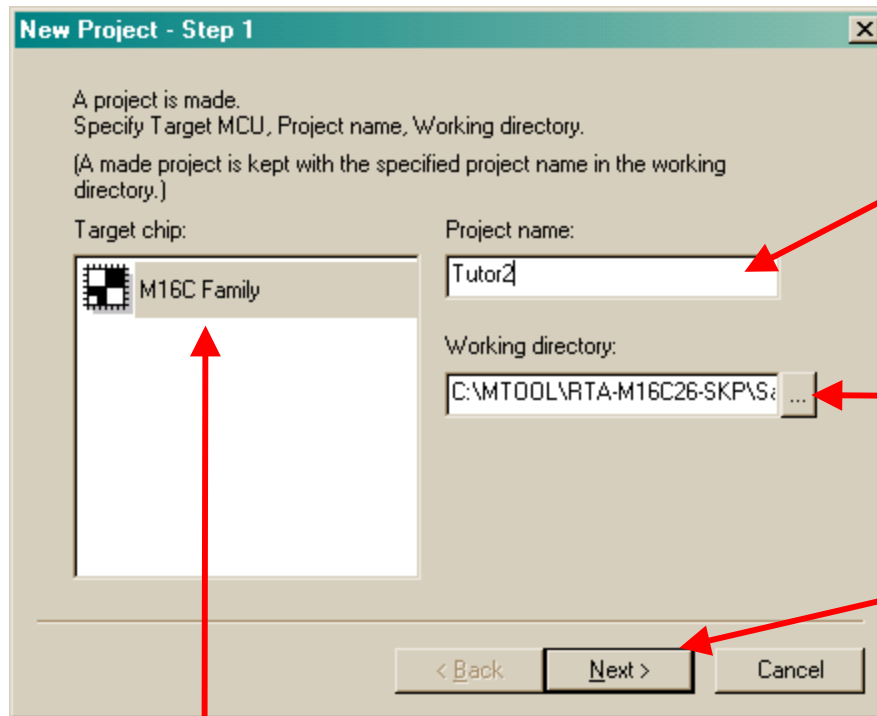 New Project - Step 1
A project is made.
Specify Target MCU, Project name, Working directory.
(A made project is kept with the specified project name in the working
directory.)
Target chip:
M16C Family
Project name:
Tutor2
Working directory:
C:\MTOOL\RTA-M16C26-SKP\Sa
...
< Back
Next >
Cancel